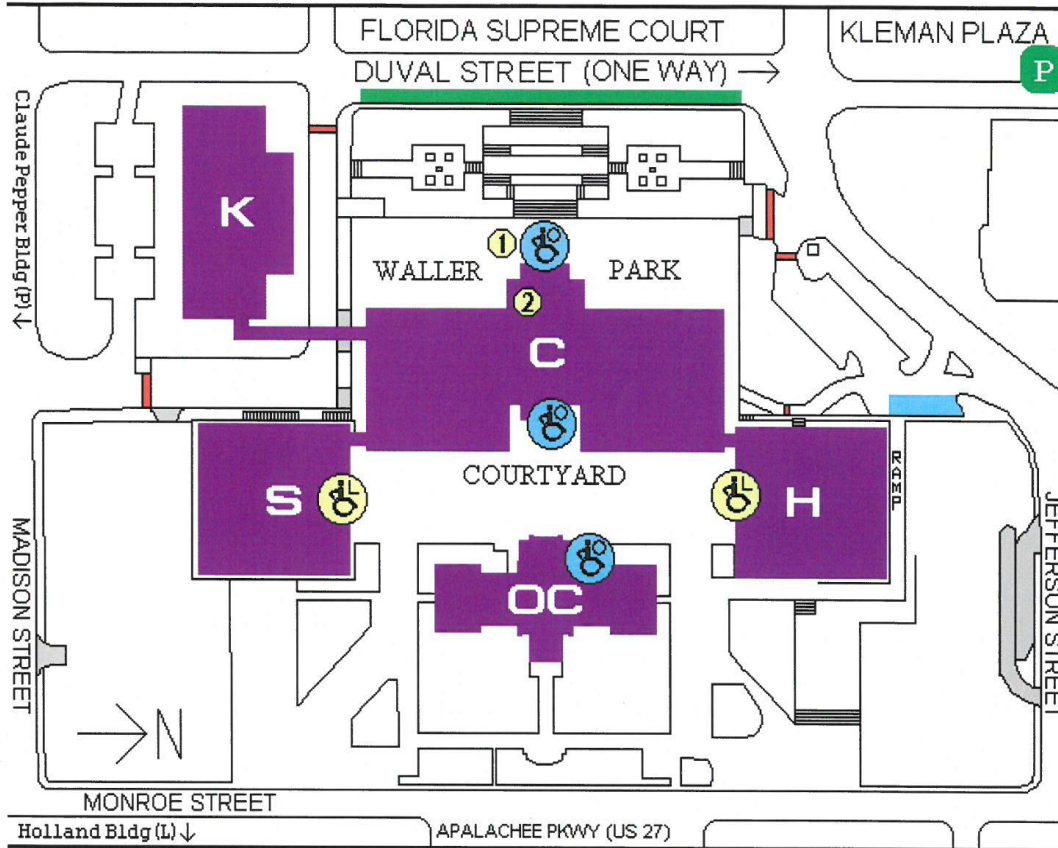 FLORIDA SUPREME COURT
KLEMAN PLAZA
P
DUVAL STREET (ONE WAY) →
Claude Pepper Bldg (P) ↓
K
1
WALLER PARK
2
C
COURTYARD
S
L
L
H
RAMP
OC
MADISON STREET
JEFFERSON STREET
N
MONROE STREET
Holland Bldg (L) ↓
APALACHEE PKWY (US 27)